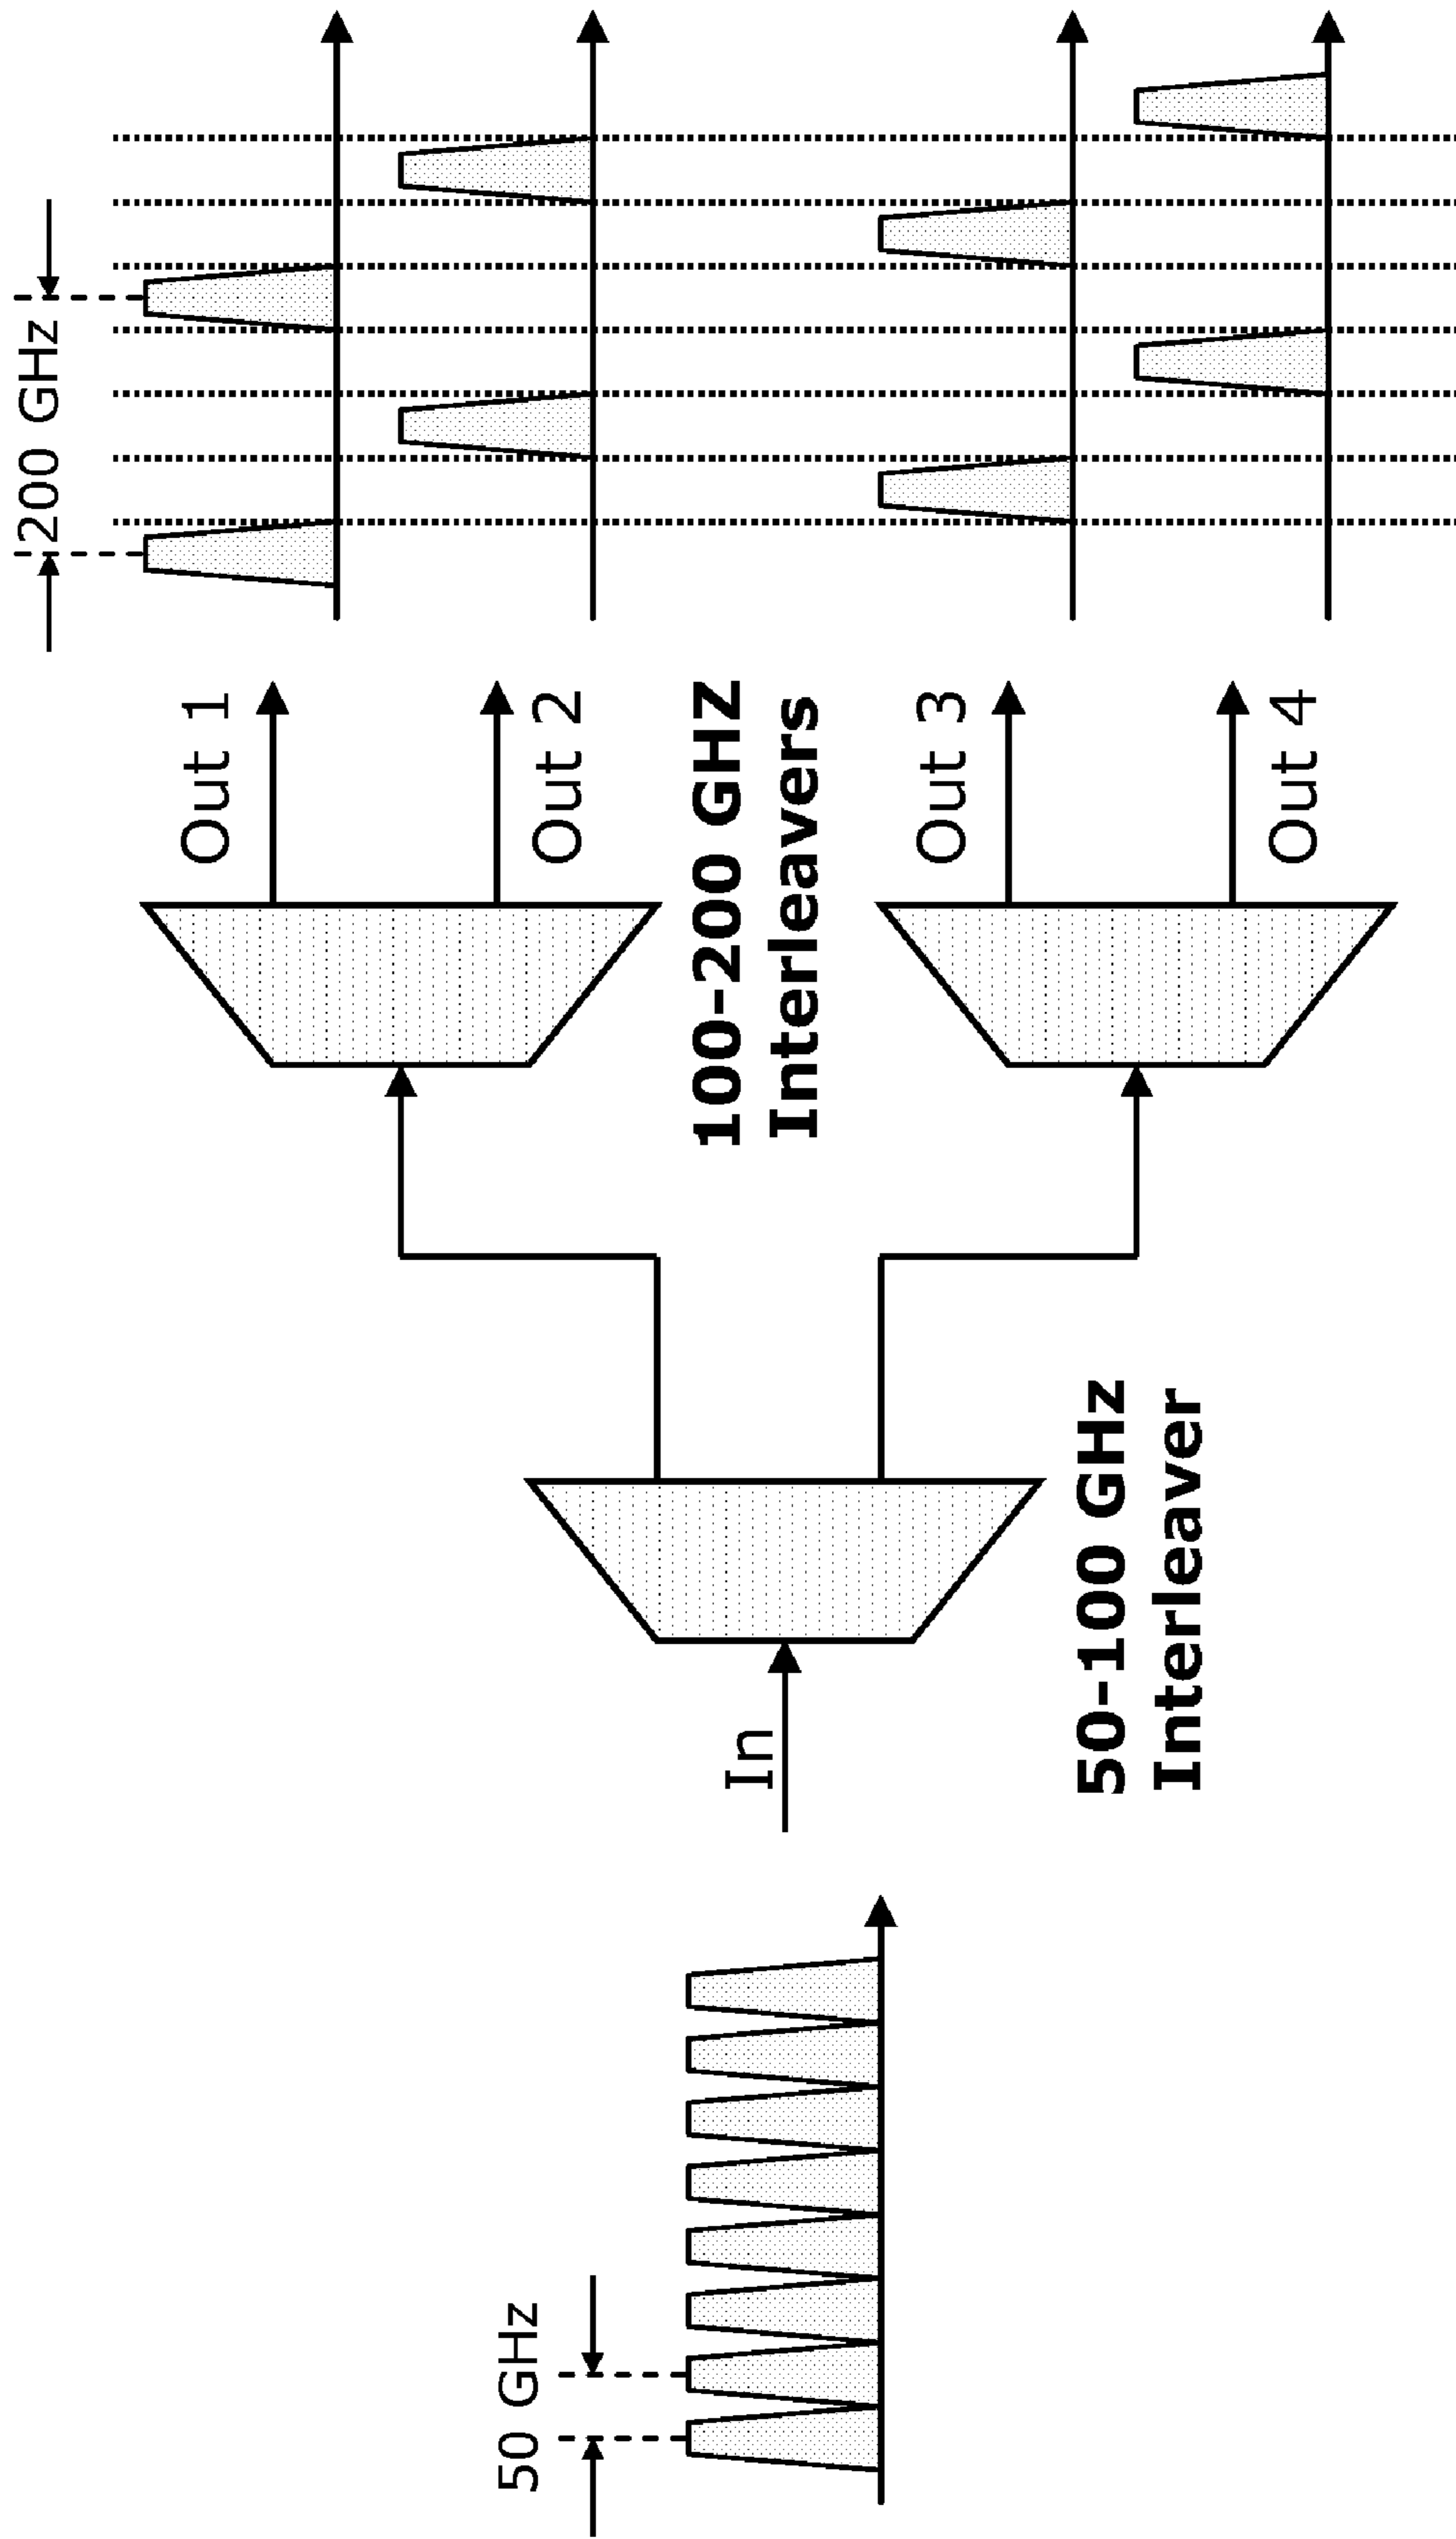 50 GHz
In
50-100 GHz
Interleaver
Out 1
Out 2
100-200 GHZ
Interleavers
Out 3
Out 4
200 GHz